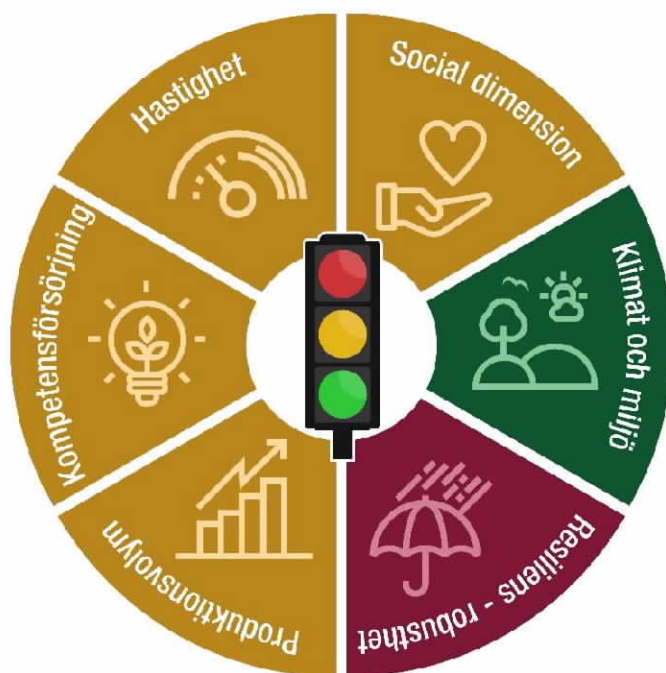 Hastighet
Social dimension
Klimat och miljö
Resiliens - robusthet
Produktionsvolym
Kompetensförsörjning